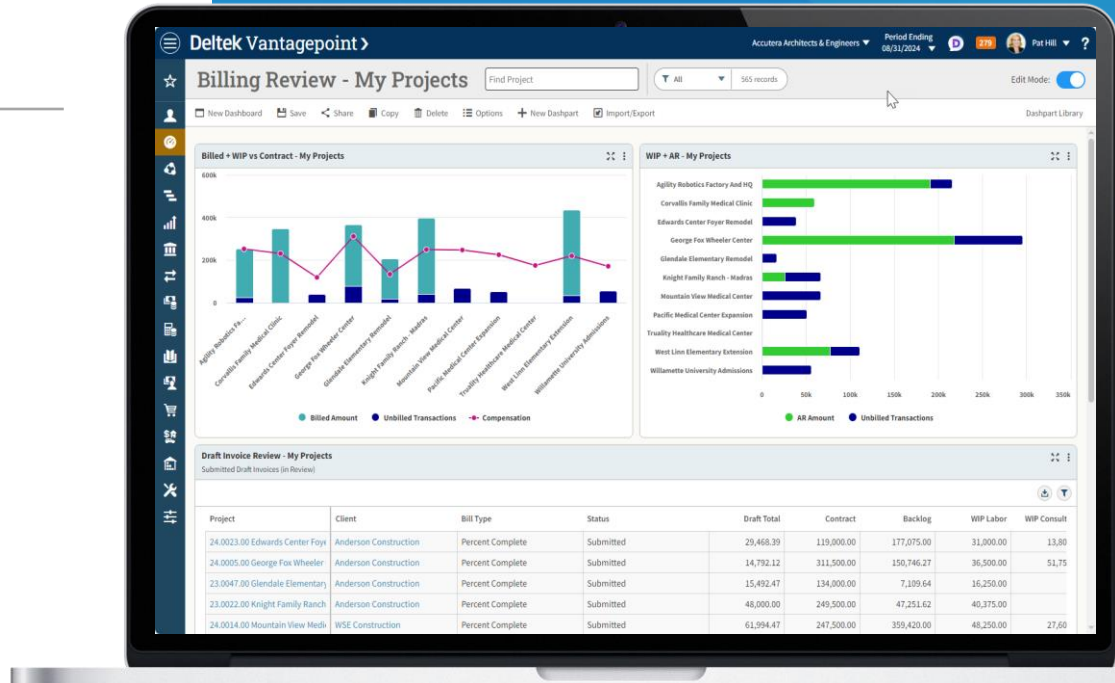 Deltek Vantagepoint
Accutera Architects & Engineers
Period Ending
08/31/2024
D
279
Pat Hill
?
Billing Review - My Projects
Find Project
All
565 records
Edit Mode:
New Dashboard
Save
Share
Copy
Delete
Options
New Dashpart
Import/Export
Dashpart Library
Billed + WIP vs Contract - My Projects
600k
400k
200k
0
Agility Robotics Fa...
Corvallis Family Medical Clinic
Edwards Center Foyer Remodel
George Fox Wheeler Center
Glendale Elementary Remodel
Knight Family Ranch - Madras
Mountain View Medical Center
Pacific Medical Center Expansion
Truality Healthcare Medical Center
West Linn Elementary Extension
Willamette University Admissions
Billed Amount
Unbilled Transactions
Compensation
WIP + AR - My Projects
Agility Robotics Factory And HQ
Corvallis Family Medical Clinic
Edwards Center Foyer Remodel
George Fox Wheeler Center
Glendale Elementary Remodel
Knight Family Ranch - Madras
Mountain View Medical Center
Pacific Medical Center Expansion
Truality Healthcare Medical Center
West Linn Elementary Extension
Willamette University Admissions
0 50k 100k 150k 200k 250k 300k 350k
AR Amount
Unbilled Transactions
Draft Invoice Review - My Projects
Submitted Draft Invoices (in Review)
Project Client Bill Type Status Draft Total Contract Backlog WIP Labor WIP Consult
24.0023.00 Edwards Center Foye Anderson Construction Percent Complete Submitted 29,468.39 119,000.00 177,075.00 31,000.00 13,80
24.0005.00 George Fox Wheeler Anderson Construction Percent Complete Submitted 14,792.12 311,500.00 150,746.27 36,500.00 51,75
23.0047.00 Glendale Elementary Anderson Construction Percent Complete Submitted 15,492.47 134,000.00 7,109.64 16,250.00
23.0022.00 Knight Family Ranch Anderson Construction Percent Complete Submitted 48,000.00 249,500.00 47,251.62 40,375.00
24.0014.00 Mountain View Medi WSE Construction Percent Complete Submitted 61,994.47 247,500.00 359,420.00 48,250.00 27,60